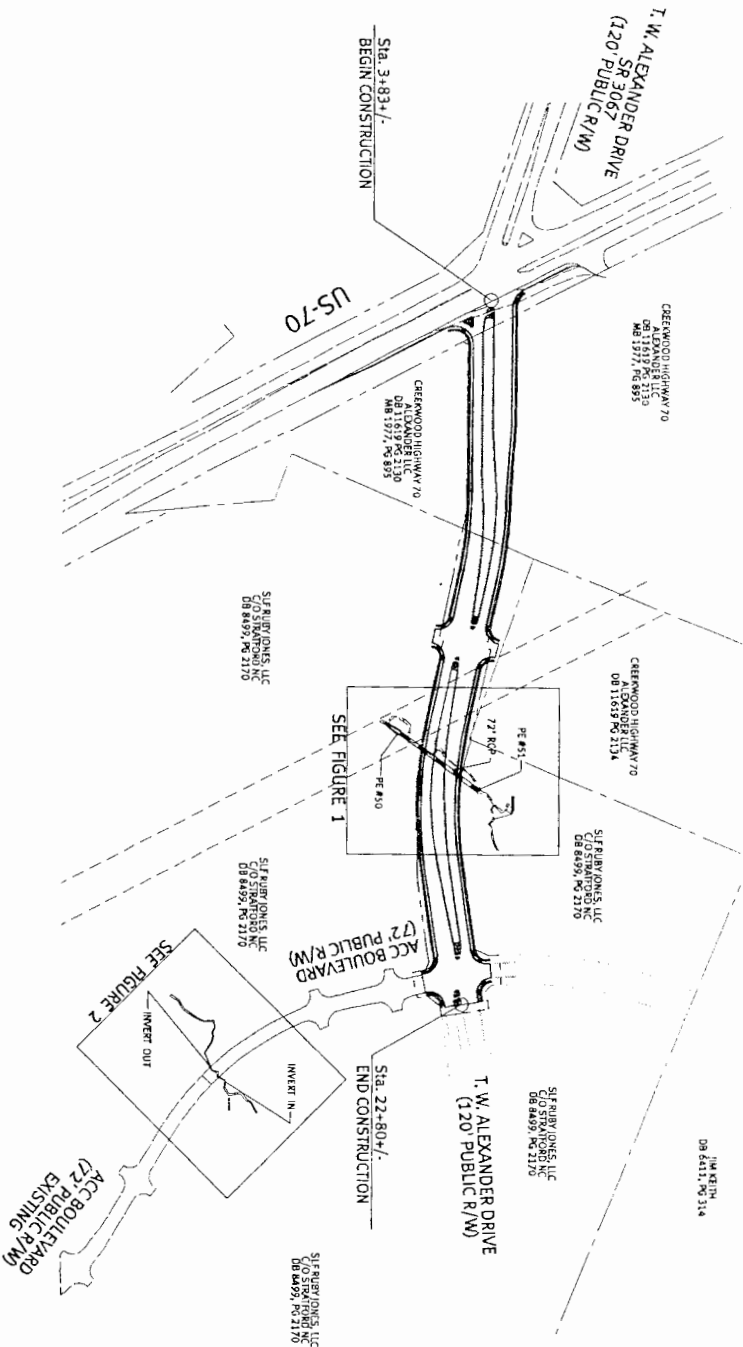 T. W. ALEXANDER DRIVE
SR 3067
(120' PUBLIC R/W)
Sta. 3+83+/-
BEGIN CONSTRUCTION
US-70
CREEKWOOD HIGHWAY 70
ALEXANDER LLC
DB 11619 PG 2130
MB 1977, PG 895
CREEKWOOD HIGHWAY 70
ALEXANDER LLC
DB 11619 PG 2130
MB 1977, PG 895
SLF RUBY JONES, LLC
C/O STRATFORD NC
DB 8499, PG 2170
CREEKWOOD HIGHWAY 70
ALEXANDER LLC
DB 11619 PG 2134
SEE FIGURE 1
PE #51
72" RCP
PE #50
SLF RUBY JONES, LLC
C/O STRATFORD NC
DB 8499, PG 2170
SLF RUBY JONES, LLC
C/O STRATFORD NC
DB 8499, PG 2170
ACC BOULEVARD
(72' PUBLIC R/W)
SEE FIGURE 2
INVERT OUT
INVERT IN
Sta. 22+80+/-
END CONSTRUCTION
T. W. ALEXANDER DRIVE
(120' PUBLIC R/W)
SLF RUBY JONES, LLC
C/O STRATFORD NC
DB 8499, PG 2170
JIM KEITH
DB 6411, PG 314
ACC BOULEVARD
(72' PUBLIC R/W)
EXISTING
SLF RUBY JONES, LLC
C/O STRATFORD NC
DB 8499, PG 2170